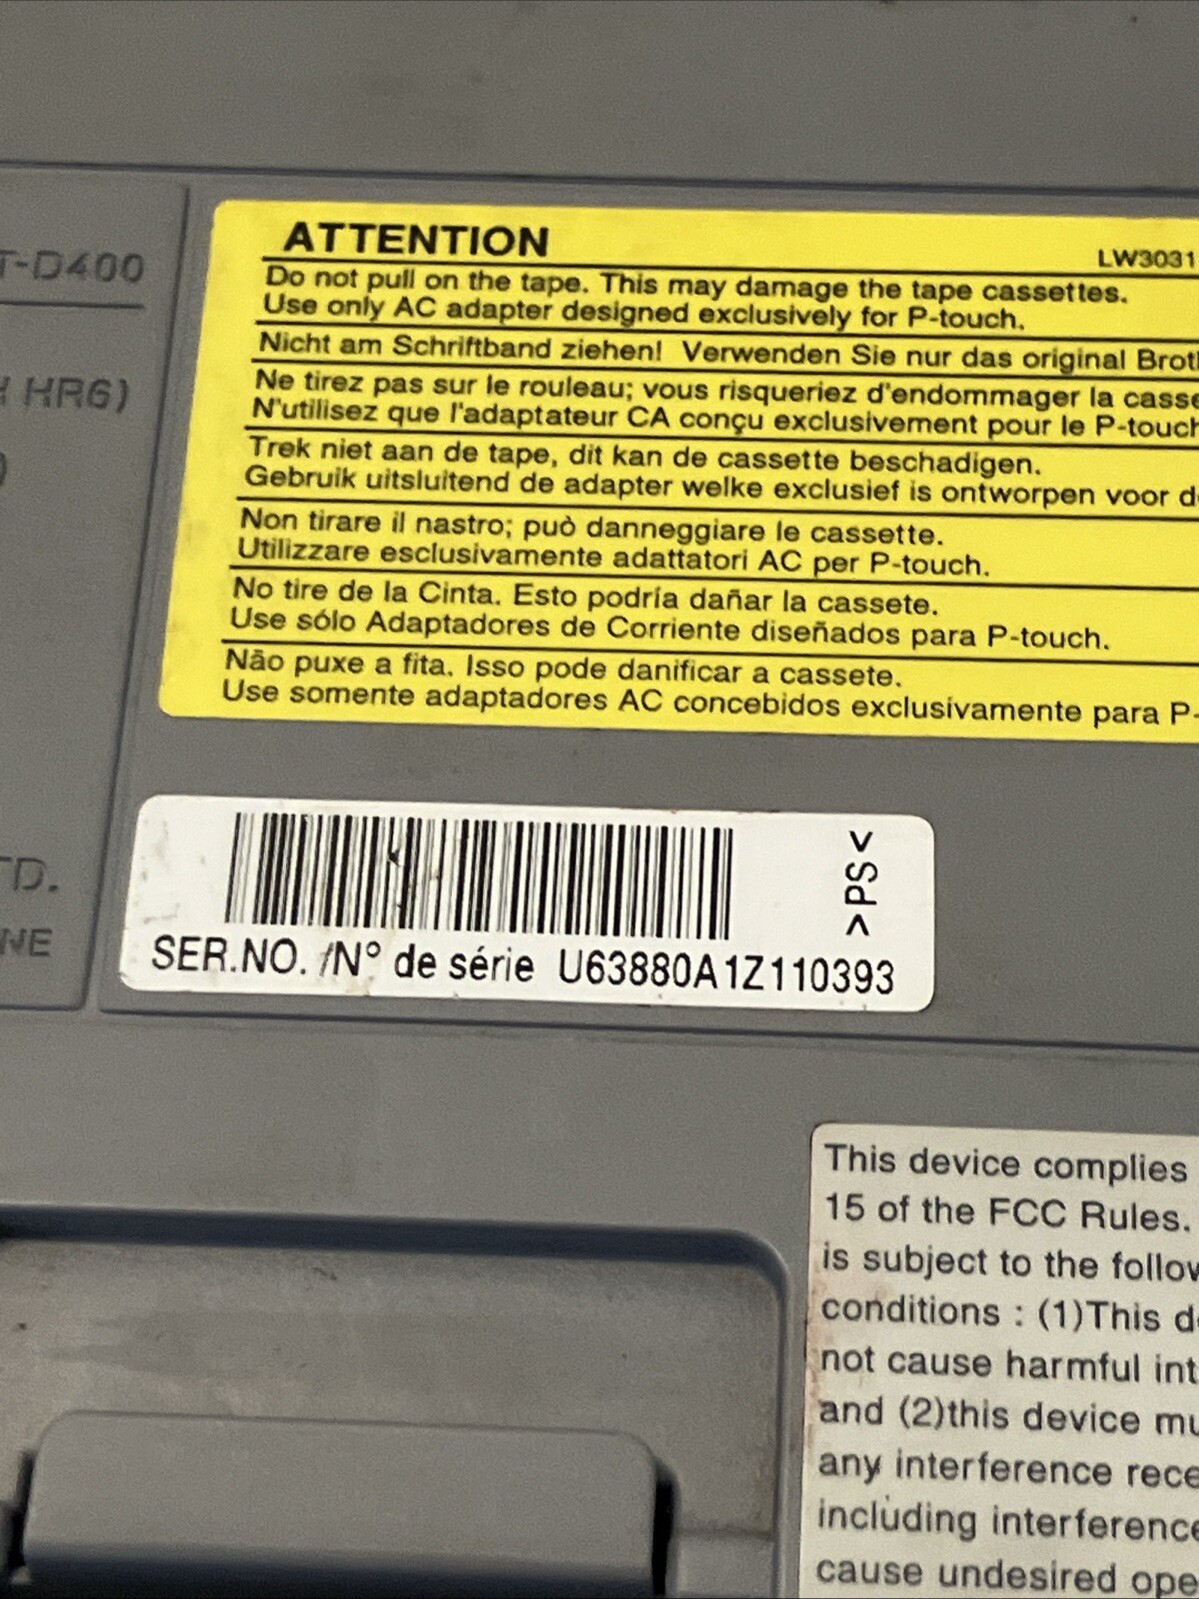 T-D400
HR6)
)
TD.
NE
ATTENTION
LW3031
Do not pull on the tape. This may damage the tape cassettes.
Use only AC adapter designed exclusively for P-touch.
Nicht am Schriftband ziehen! Verwenden Sie nur das original Brot
Ne tirez pas sur le rouleau; vous risqueriez d'endommager la casse
N'utilisez que l'adaptateur CA conçu exclusivement pour le P-touch
Trek niet aan de tape, dit kan de cassette beschadigen.
Gebruik uitsluitend de adapter welke exclusief is ontworpen voor d
Non tirare il nastro; può danneggiare le cassette.
Utilizzare esclusivamente adattatori AC per P-touch.
No tire de la Cinta. Esto podría dañar la cassete.
Use sólo Adaptadores de Corriente diseñados para P-touch.
Não puxe a fita. Isso pode danificar a cassete.
Use somente adaptadores AC concebidos exclusivamente para P-
>PS<
SER.NO. /N° de série U63880A1Z110393
This device complies
15 of the FCC Rules.
is subject to the follow
conditions : (1)This d
not cause harmful int
and (2)this device mu
any interference rece
including interference
cause undesired ope